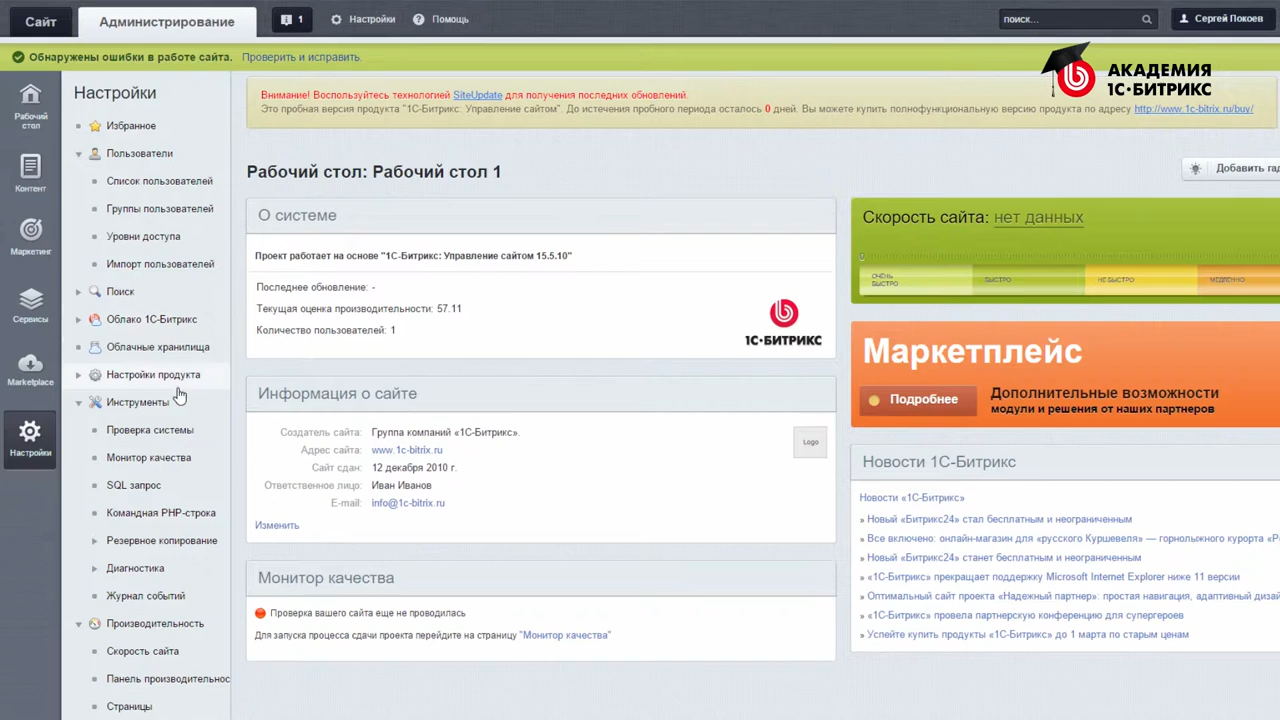 Сайт
Администрирование
1
Настройки
Помощь
поиск...
Сергей Покоев
Обнаружены ошибки в работе сайта. Проверить и исправить.
АКАДЕМИЯ
1С·БИТРИКС
Рабочий
стол
Контент
Маркетинг
Сервисы
Marketplace
Настройки
Настройки
Избранное
Пользователи
Список пользователей
Группы пользователей
Уровни доступа
Импорт пользователей
Поиск
Облако 1С-Битрикс
Облачные хранилища
Настройки продукта
Инструменты
Проверка системы
Монитор качества
SQL запрос
Командная PHP-строка
Резервное копирование
Диагностика
Журнал событий
Производительность
Скорость сайта
Панель производительнос
Страницы
Внимание! Воспользуйтесь технологией SiteUpdate для получения последних обновлений.
Это пробная версия продукта "1С-Битрикс: Управление сайтом". До истечения пробного периода осталось 0 дней. Вы можете купить полнофункциональную версию продукта по адресу http://www.1c-bitrix.ru/buy/
Рабочий стол: Рабочий стол 1
Добавить гад
О системе
Проект работает на основе "1С-Битрикс: Управление сайтом 15.5.10"
Последнее обновление: -
Текущая оценка производительности: 57.11
Количество пользователей: 1
1С·БИТРИКС
Информация о сайте
Создатель сайта: Группа компаний «1С-Битрикс».
Адрес сайта: www.1c-bitrix.ru
Сайт сдан: 12 декабря 2010 г.
Ответственное лицо: Иван Иванов
E-mail: info@1c-bitrix.ru
Logo
Изменить
Монитор качества
Проверка вашего сайта еще не проводилась
Для запуска процесса сдачи проекта перейдите на страницу "Монитор качества"
Скорость сайта: нет данных
0
ОЧЕНЬ
БЫСТРО
БЫСТРО
НЕ БЫСТРО
МЕДЛЕННО
Маркетплейс
Подробнее
Дополнительные возможности
модули и решения от наших партнеров
Новости 1С-Битрикс
Новости «1С-Битрикс»
» Новый «Битрикс24» стал бесплатным и неограниченным
» Все включено: онлайн-магазин для «русского Куршевеля» — горнолыжного курорта «Р
» Новый «Битрикс24» станет бесплатным и неограниченным
» «1С-Битрикс» прекращает поддержку Microsoft Internet Explorer ниже 11 версии
» Оптимальный сайт проекта «Надежный партнер»: простая навигация, адаптивный дизай
» «1С-Битрикс» провела партнерскую конференцию для супергероев
» Успейте купить продукты «1С-Битрикс» до 1 марта по старым ценам